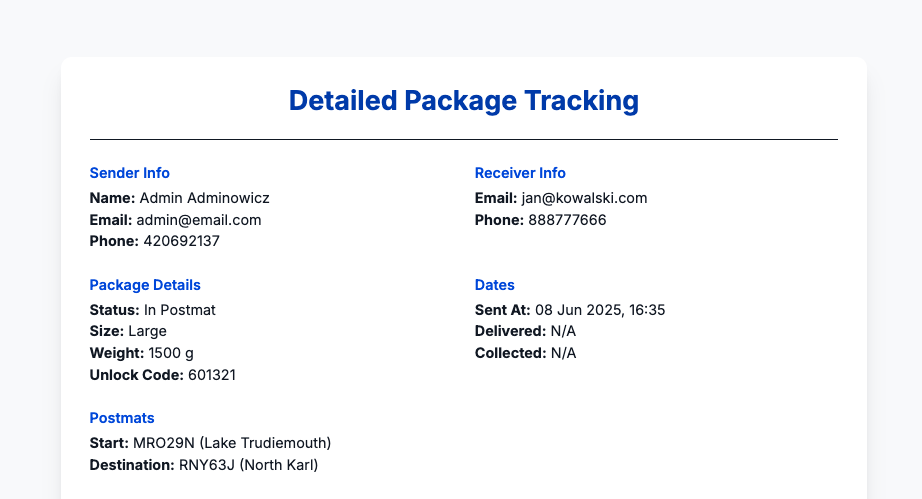 Detailed Package Tracking
Sender Info
Name: Admin Adminowicz
Email: admin@email.com
Phone: 420692137
Receiver Info
Email: jan@kowalski.com
Phone: 888777666
Package Details
Status: In Postmat
Size: Large
Weight: 1500 g
Unlock Code: 601321
Dates
Sent At: 08 Jun 2025, 16:35
Delivered: N/A
Collected: N/A
Postmats
Start: MRO29N (Lake Trudiemouth)
Destination: RNY63J (North Karl)